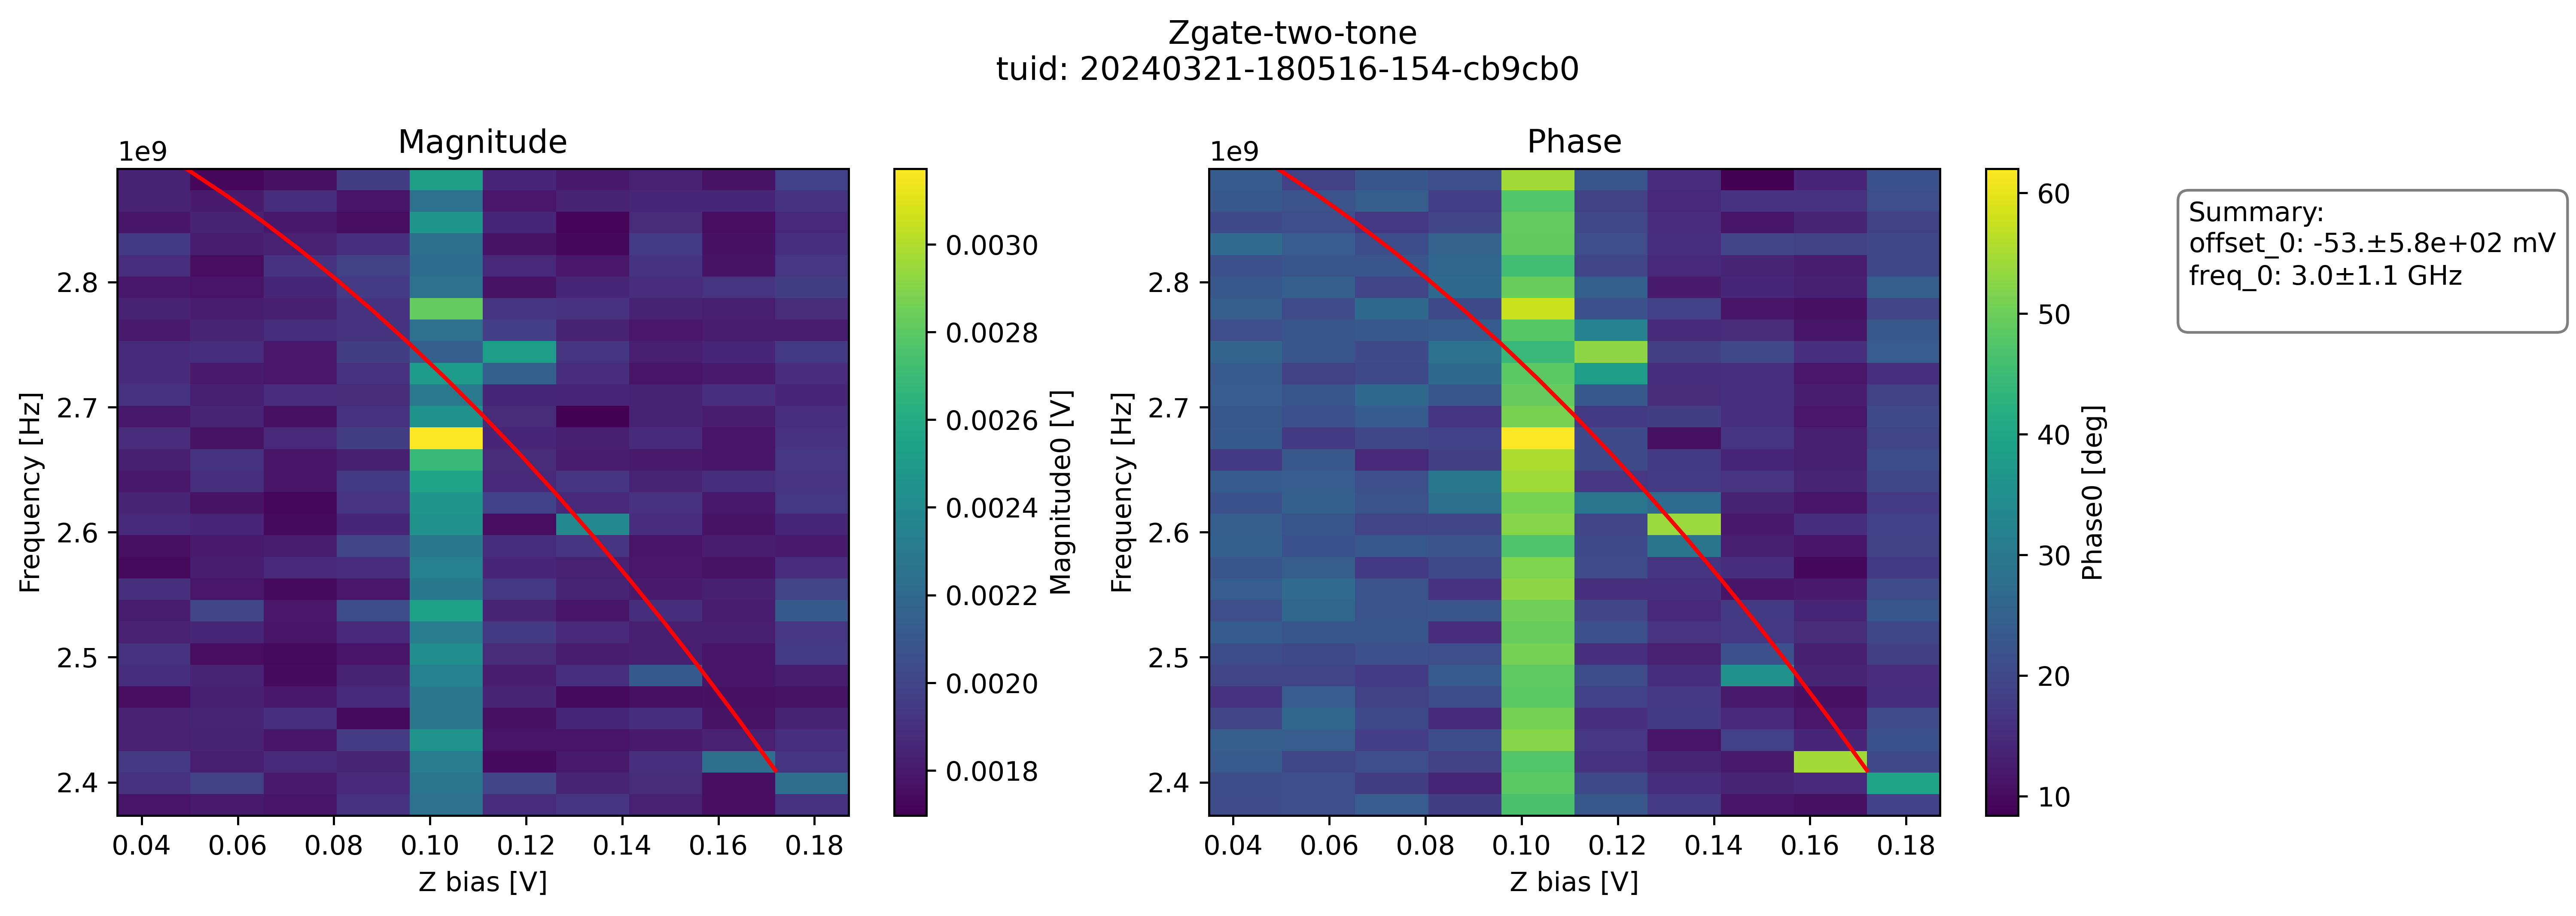 Zgate-two-tone
tuid: 20240321-180516-154-cb9cb0
Magnitude
1e9
2.8
2.7
2.6
2.5
2.4
Frequency [Hz]
0.04 0.06 0.08 0.10 0.12 0.14 0.16 0.18
Z bias [V]
0.0030
0.0028
0.0026
0.0024
0.0022
0.0020
0.0018
Magnitude0 [V]
Phase
1e9
2.8
2.7
2.6
2.5
2.4
Frequency [Hz]
0.04 0.06 0.08 0.10 0.12 0.14 0.16 0.18
Z bias [V]
60
50
40
30
20
10
Phase0 [deg]
Summary:
offset_0: -53.±5.8e+02 mV
freq_0: 3.0±1.1 GHz